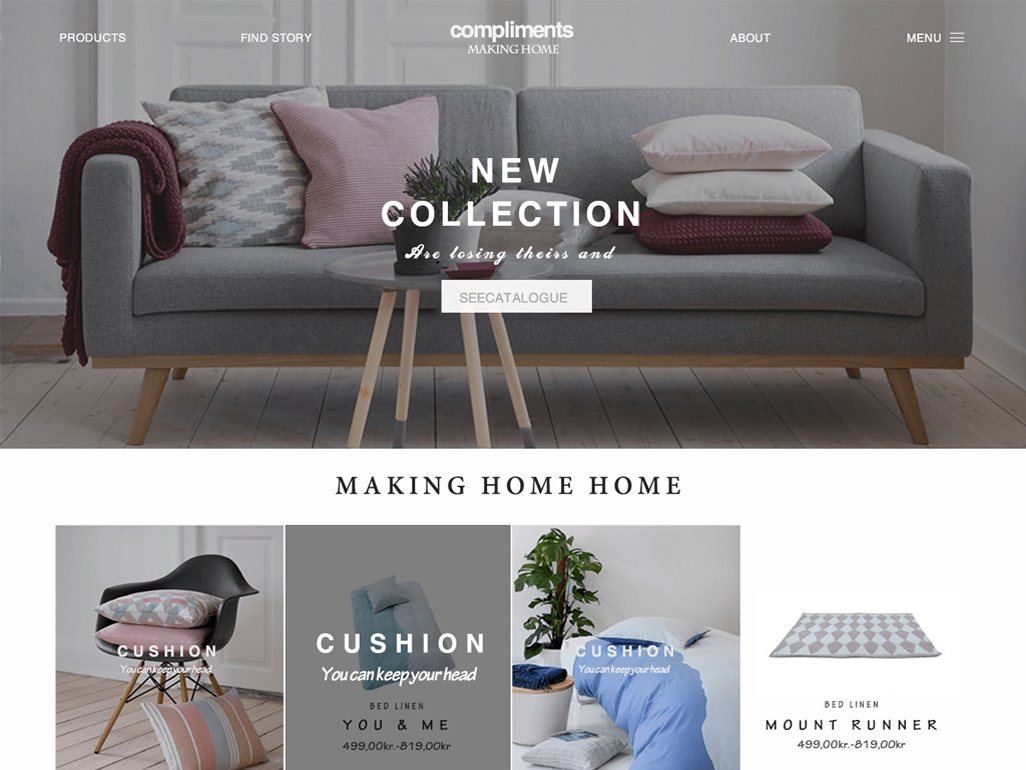 PRODUCTS
FIND STORY
compliments
MAKING HOME
ABOUT
MENU
NEW
COLLECTION
Are losing theirs and
SEECATALOGUE
MAKING HOME HOME
CUSHION
You can keep your head
CUSHION
You can keep your head
BED LINEN
YOU & ME
499,00kr.-819,00kr
CUSHION
You can keep your head
BED LINEN
MOUNT RUNNER
499,00kr.-819,00kr